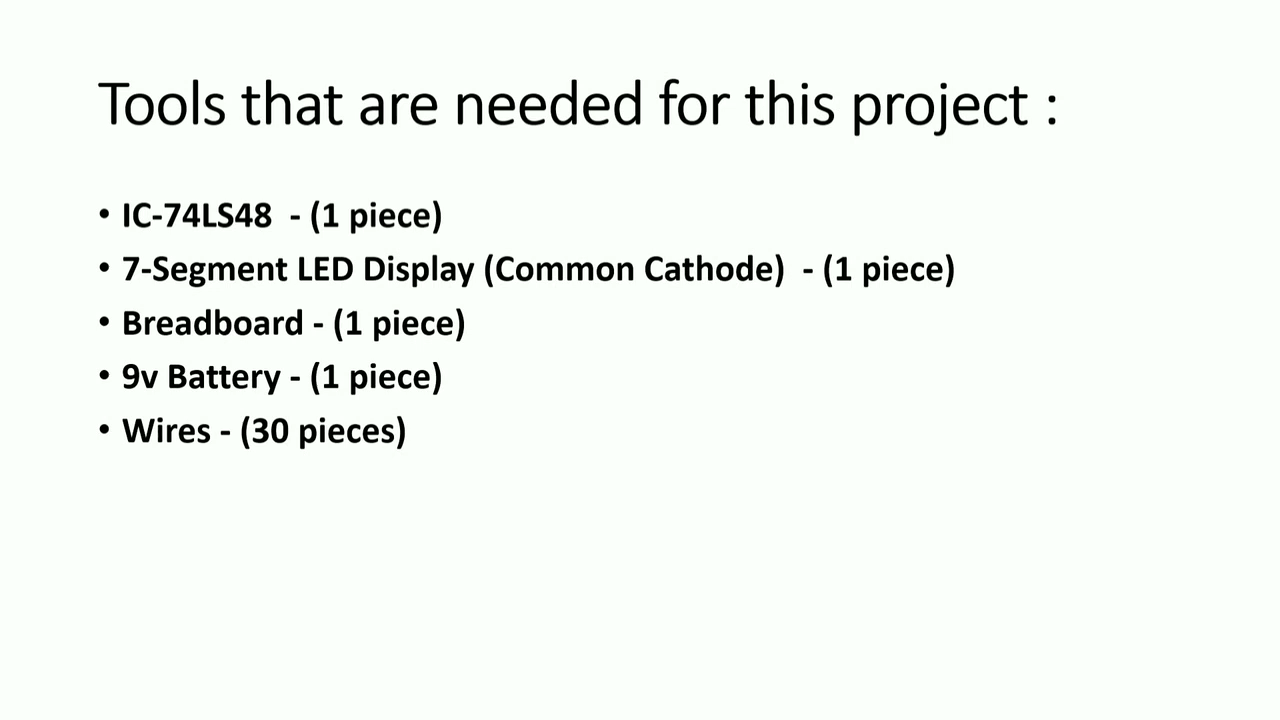 Tools that are needed for this project :
• IC-74LS48  - (1 piece)
• 7-Segment LED Display (Common Cathode)  - (1 piece)
• Breadboard - (1 piece)
• 9v Battery - (1 piece)
• Wires - (30 pieces)